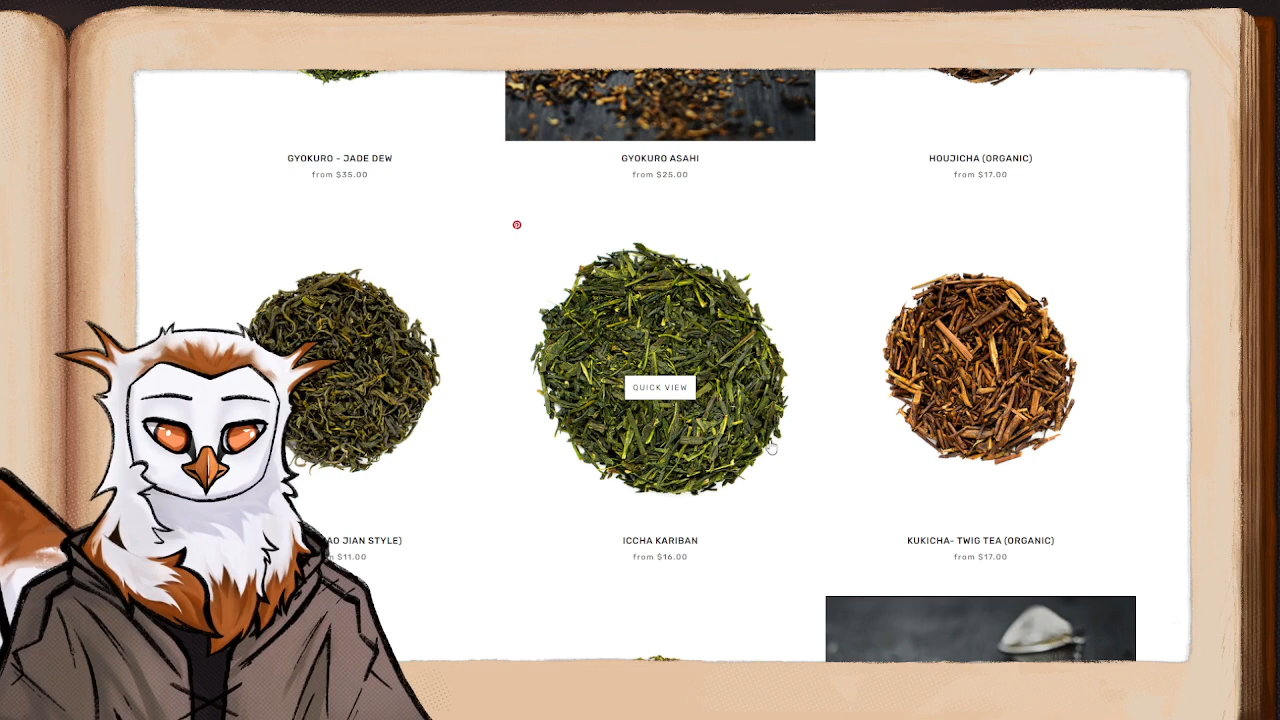 GYOKURO - JADE DEW
from $35.00
GYOKURO ASAHI
from $25.00
HOUJICHA (ORGANIC)
from $17.00
QUICK VIEW
JIAN STYLE)
$11.00
ICCHA KARIBAN
from $16.00
KUKICHA- TWIG TEA (ORGANIC)
from $17.00